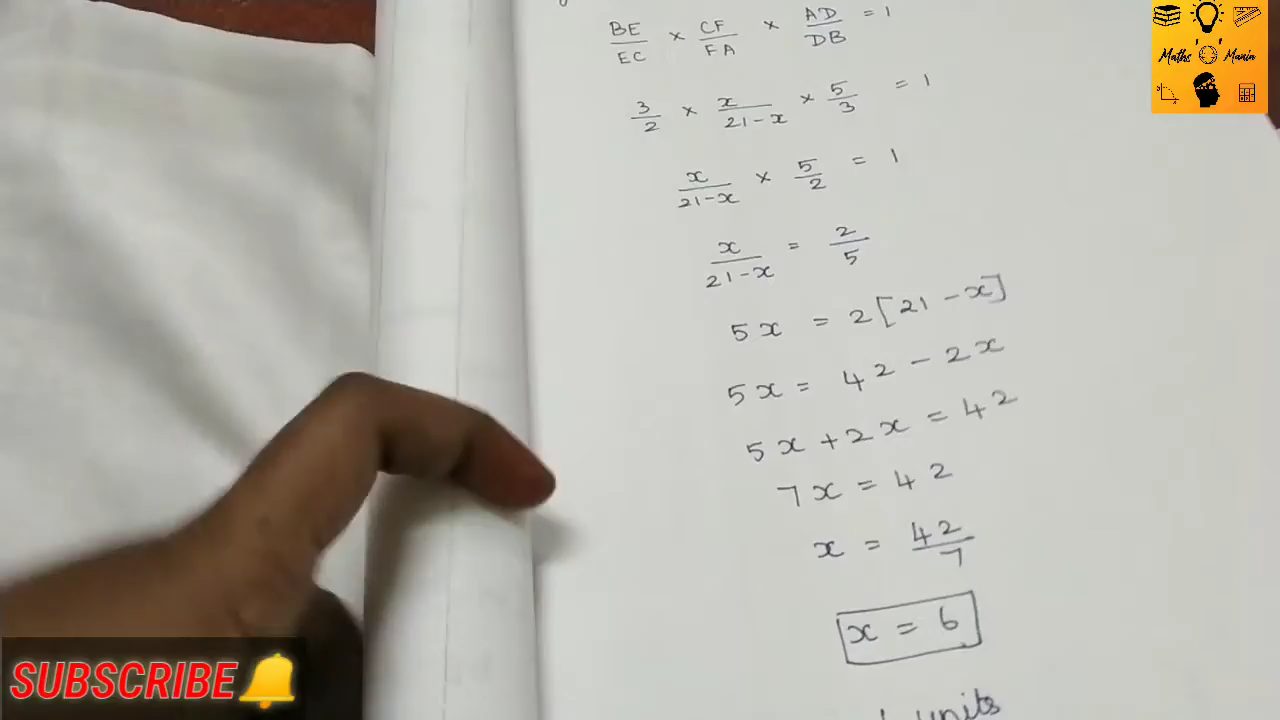 BE/EC × CF/FA × AD/DB = 1
3/2 × x/21-x × 5/3 = 1
x/21-x × 5/2 = 1
x/21-x = 2/5
5x = 2[21-x]
5x = 42 - 2x
5x + 2x = 42
7x = 42
x = 42/7
x = 6
units
Maths Mania
SUBSCRIBE